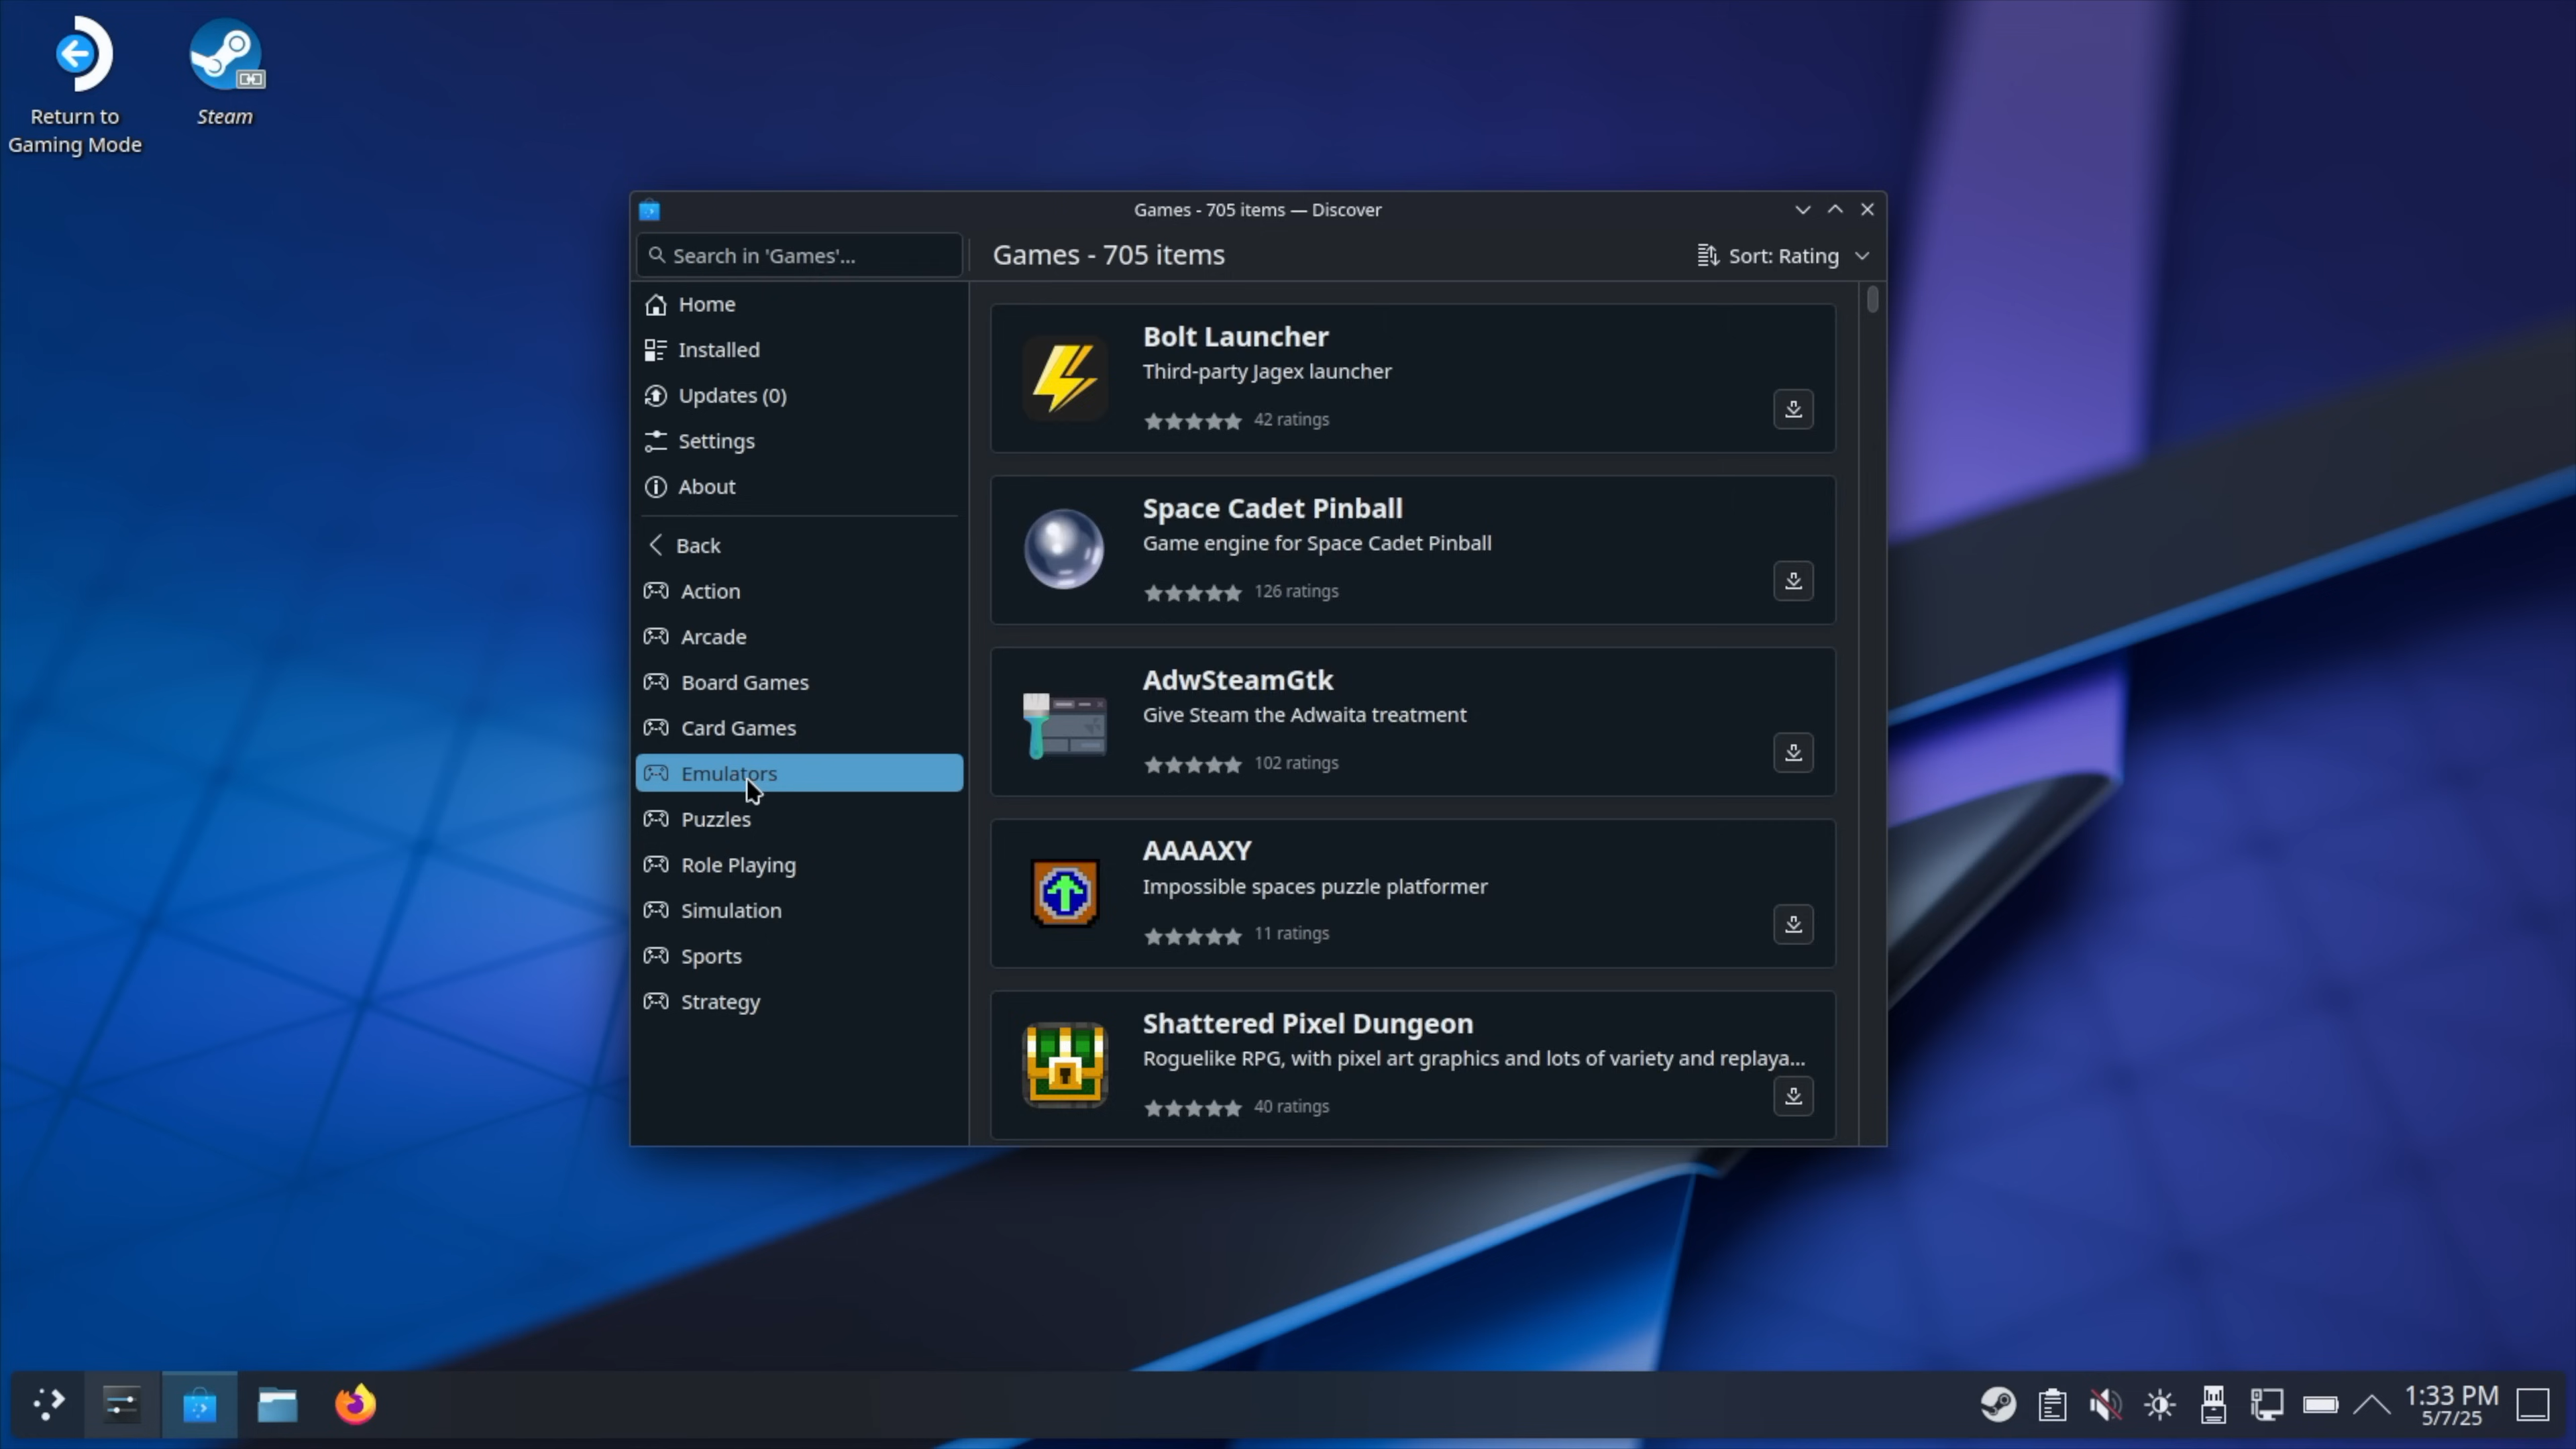 Return to
Gaming Mode
Steam
Games - 705 items — Discover
Search in 'Games'...
Games - 705 items
Sort: Rating
Home
Installed
Updates (0)
Settings
About
Back
Action
Arcade
Board Games
Card Games
Emulators
Puzzles
Role Playing
Simulation
Sports
Strategy
Bolt Launcher
Third-party Jagex launcher
42 ratings
Space Cadet Pinball
Game engine for Space Cadet Pinball
126 ratings
AdwSteamGtk
Give Steam the Adwaita treatment
102 ratings
AAAAXY
Impossible spaces puzzle platformer
11 ratings
Shattered Pixel Dungeon
Roguelike RPG, with pixel art graphics and lots of variety and replaya...
40 ratings
1:33 PM
5/7/25